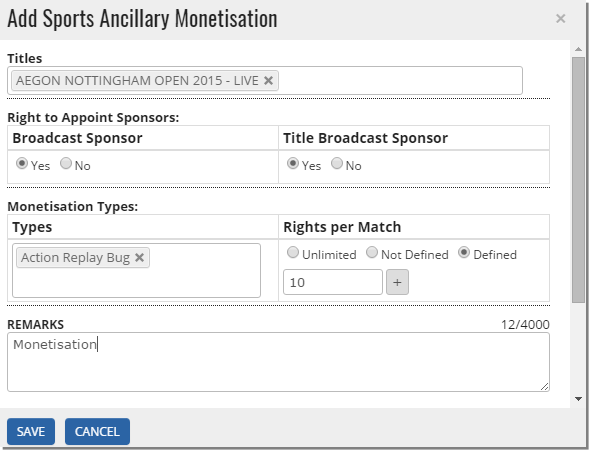 Add Sports Ancillary Monetisation ×
Titles
AEGON NOTTINGHAM OPEN 2015 - LIVE ✖
Right to Appoint Sponsors:
Broadcast Sponsor Title Broadcast Sponsor
Yes No Yes No
Monetisation Types:
Types Rights per Match
Action Replay Bug ✖ Unlimited Not Defined Defined
10 +
REMARKS 12/4000
Monetisation
SAVE CANCEL